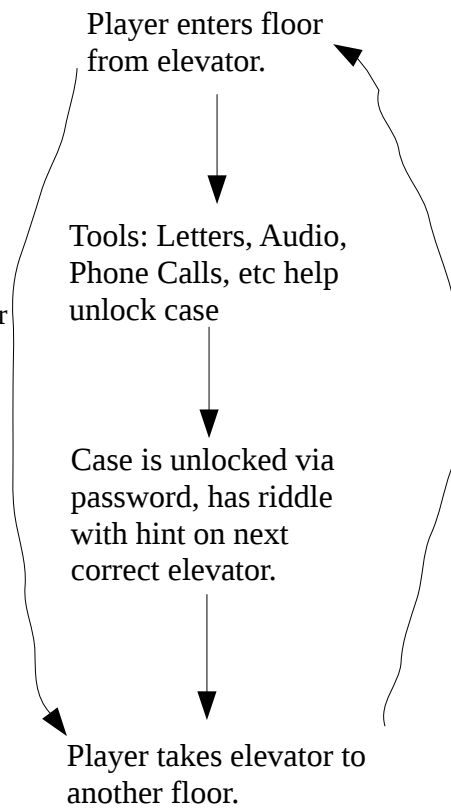 Player enters floor
from elevator.
Tools: Letters, Audio,
Phone Calls, etc help
unlock case
Case is unlocked via
password, has riddle
with hint on next
correct elevator.
Player takes elevator to
another floor.